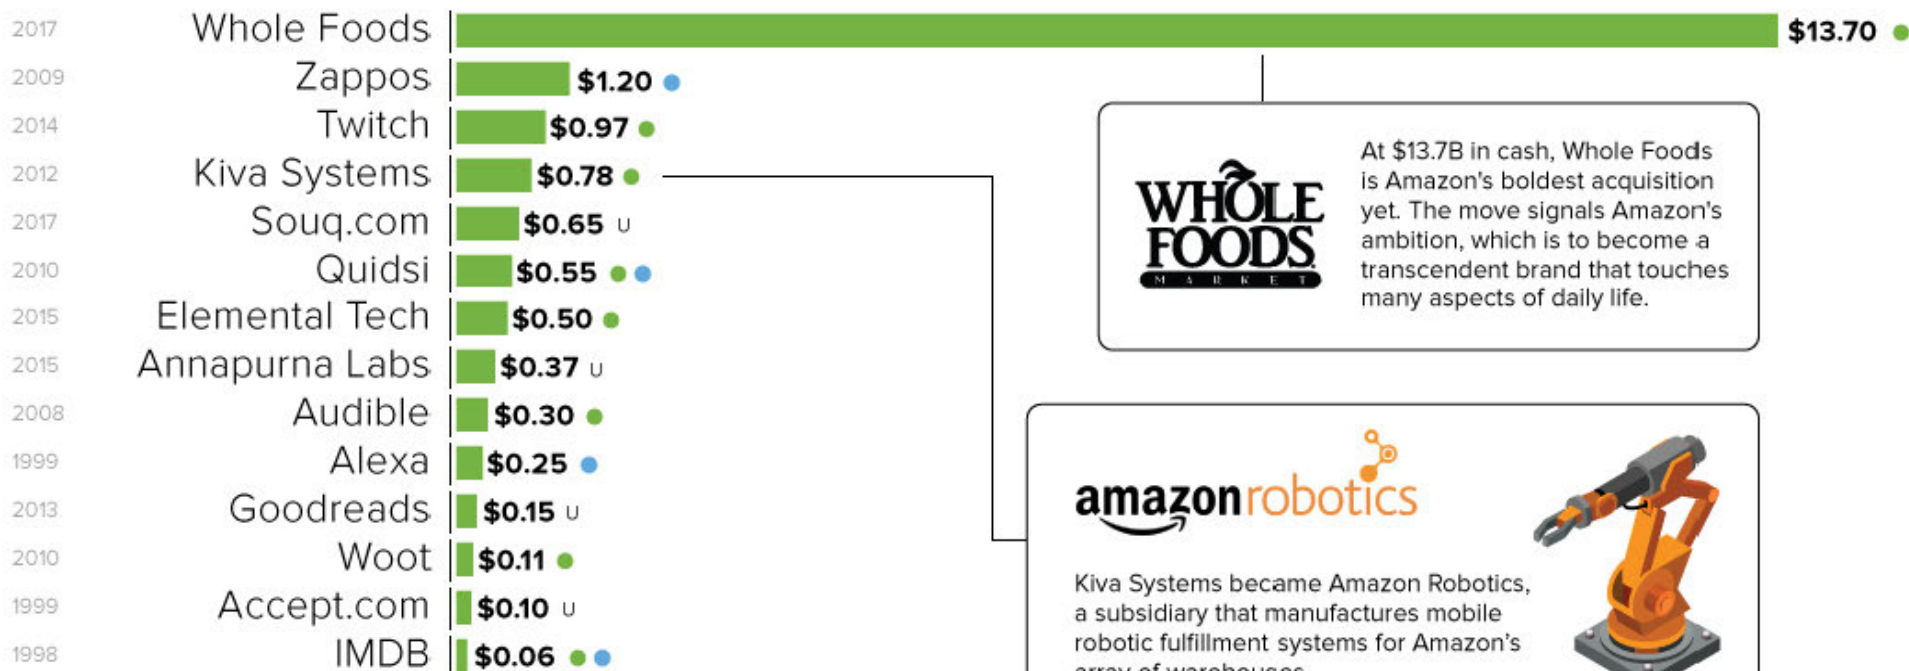 2017 Whole Foods $13.70
2009 Zappos $1.20
2014 Twitch $0.97
2012 Kiva Systems $0.78
2017 Souq.com $0.65 U
2010 Quidsi $0.55
2015 Elemental Tech $0.50
2015 Annapurna Labs $0.37 U
2008 Audible $0.30
1999 Alexa $0.25
2013 Goodreads $0.15 U
2010 Woot $0.11
1999 Accept.com $0.10 U
1998 IMDB $0.06
WHOLE
FOODS
MARKET
At $13.7B in cash, Whole Foods
is Amazon's boldest acquisition
yet. The move signals Amazon's
ambition, which is to become a
transcendent brand that touches
many aspects of daily life.
amazonrobotics
Kiva Systems became Amazon Robotics,
a subsidiary that manufactures mobile
robotic fulfillment systems for Amazon's
array of warehouses